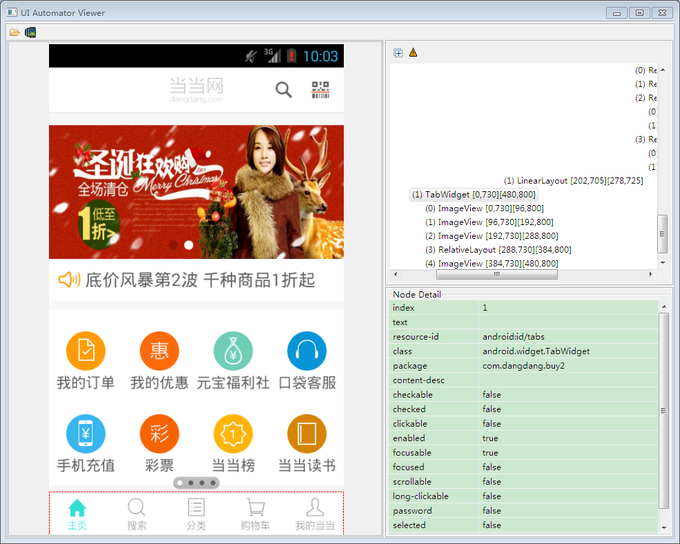 UI Automator Viewer
3G 10:03
当当网
dangdang.com
圣诞狂欢购
全场清仓 Merry Christmas
低至
1折>
底价风暴第2波 千种商品1折起
惠
我的订单 我的优惠 元宝福利社 口袋客服
彩 1
手机充值 彩票 当当榜 当当读书
主页 搜索 分类 购物车 我的当当
(0) Re
(1) Re
(2) Re
(0
(1
(3) Re
(0
(1
(1) LinearLayout [202,705][278,725]
(1) TabWidget [0,730][480,800]
(0) ImageView [0,730][96,800]
(1) ImageView [96,730][192,800]
(2) ImageView [192,730][288,800]
(3) RelativeLayout [288,730][384,800]
(4) ImageView [384,730][480,800]
Node Detail
index 1
text
resource-id android:id/tabs
class android.widget.TabWidget
package com.dangdang.buy2
content-desc
checkable false
checked false
clickable false
enabled true
focusable true
focused false
scrollable false
long-clickable false
password false
selected false